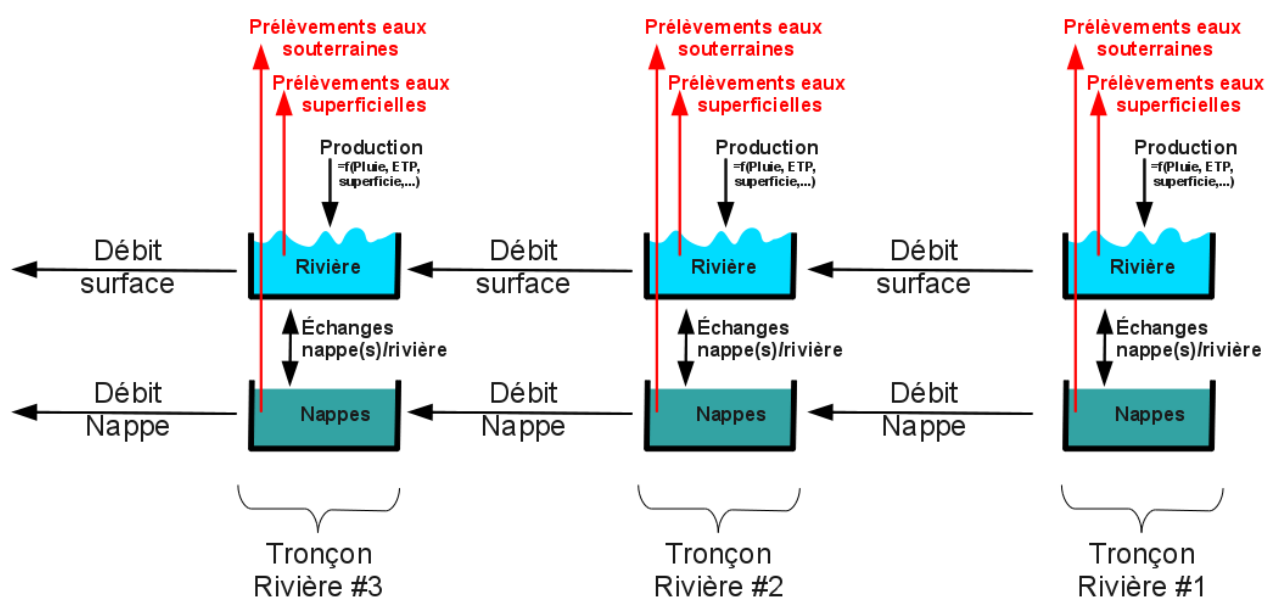 Prélèvements eaux
souterraines
Prélèvements eaux
superficielles
Production
=f(Pluie, ETP,
superficie,...)
Débit
surface
Rivière
Échanges
nappe(s)/rivière
Débit
Nappe
Nappes
Tronçon
Rivière #3
Prélèvements eaux
souterraines
Prélèvements eaux
superficielles
Production
=f(Pluie, ETP,
superficie,...)
Débit
surface
Rivière
Échanges
nappe(s)/rivière
Débit
Nappe
Nappes
Tronçon
Rivière #2
Prélèvements eaux
souterraines
Prélèvements eaux
superficielles
Production
=f(Pluie, ETP,
superficie,...)
Débit
surface
Rivière
Échanges
nappe(s)/rivière
Débit
Nappe
Nappes
Tronçon
Rivière #1